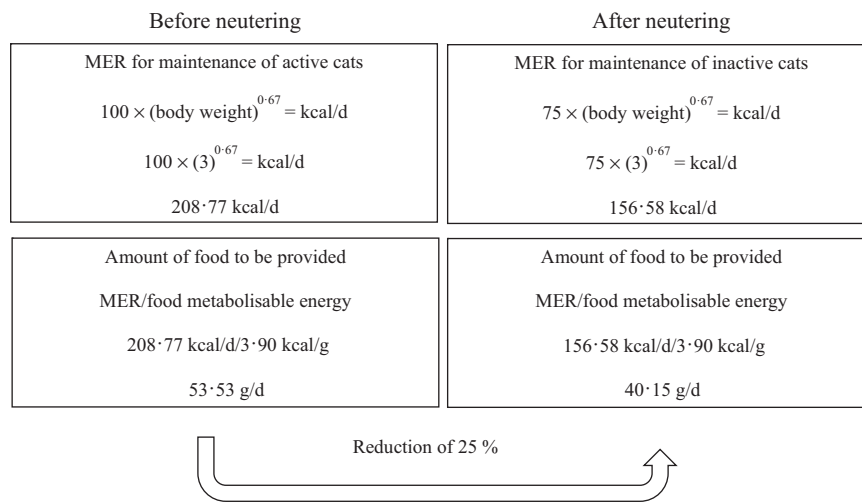 Before neutering
MER for maintenance of active cats
100 × (body weight)^0·67 = kcal/d
100 × (3)^0·67 = kcal/d
208·77 kcal/d
Amount of food to be provided
MER/food metabolisable energy
208·77 kcal/d/3·90 kcal/g
53·53 g/d
After neutering
MER for maintenance of inactive cats
75 × (body weight)^0·67 = kcal/d
75 × (3)^0·67 = kcal/d
156·58 kcal/d
Amount of food to be provided
MER/food metabolisable energy
156·58 kcal/d/3·90 kcal/g
40·15 g/d
Reduction of 25 %